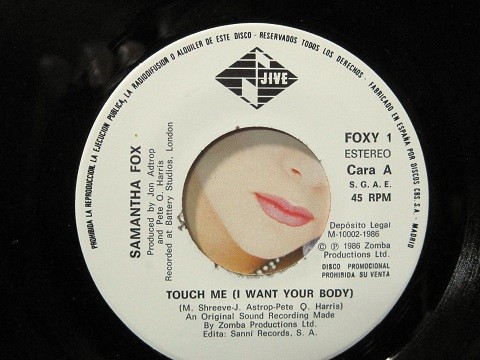 PROHIBIDA LA REPRODUCCION, LA EJECUCION PUBLICA, LA RADIODIFUSION O ALQUILER DE ESTE DISCO - RESERVADOS TODOS LOS DERECHOS - FABRICADO EN ESPAÑA POR DISCOS CBS. S.A. - MADRID
JIVE
SAMANTHA FOX
Produced by Jon Adtrop
and Pete Q. Harris
Recorded at Battery Studios, London
FOXY 1
ESTEREO
Cara A
S. G. A. E.
45 RPM
Depósito Legal
M-10002-1986
© ℗ 1986 Zomba
Productions Ltd.
DISCO PROMOCIONAL
PROHIBIDA SU VENTA
TOUCH ME (I WANT YOUR BODY)
(M. Shreeve-J. Astrop-Pete Q. Harris)
An Original Sound Recording Made
By Zomba Productions Ltd.
Edita: Sanni Records, S. A.